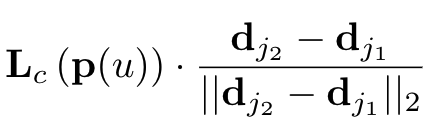 $\mathbf{L}_c\left(\mathbf{p}(u)\right) \cdot \frac{\mathbf{d}_{j_2} - \mathbf{d}_{j_1}}{||\mathbf{d}_{j_2} - \mathbf{d}_{j_1}||_2}$